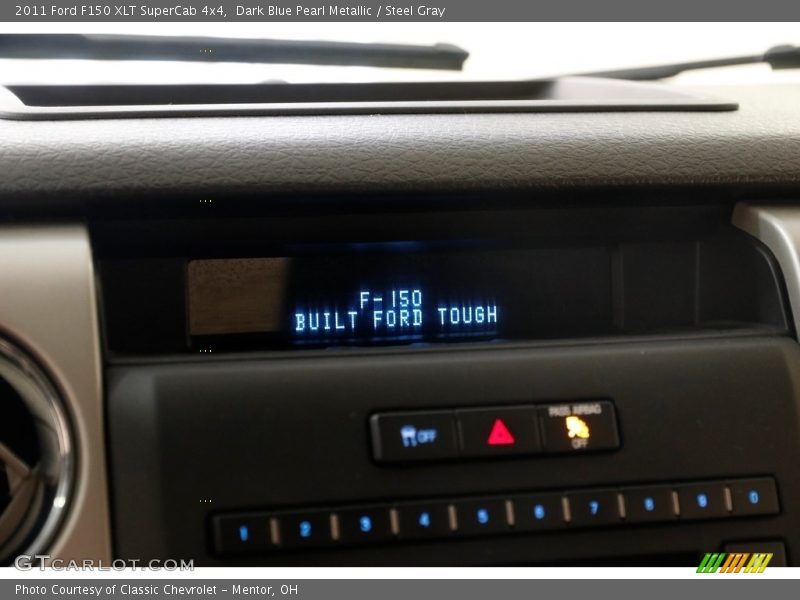 2011 Ford F150 XLT SuperCab 4x4,  Dark Blue Pearl Metallic / Steel Gray
F-150
BUILT FORD TOUGH
PASS AIRBAG
OFF
OFF
1 2 3 4 5 6 7 8 9 0
GTCARLOT.COM
Photo Courtesy of Classic Chevrolet - Mentor, OH